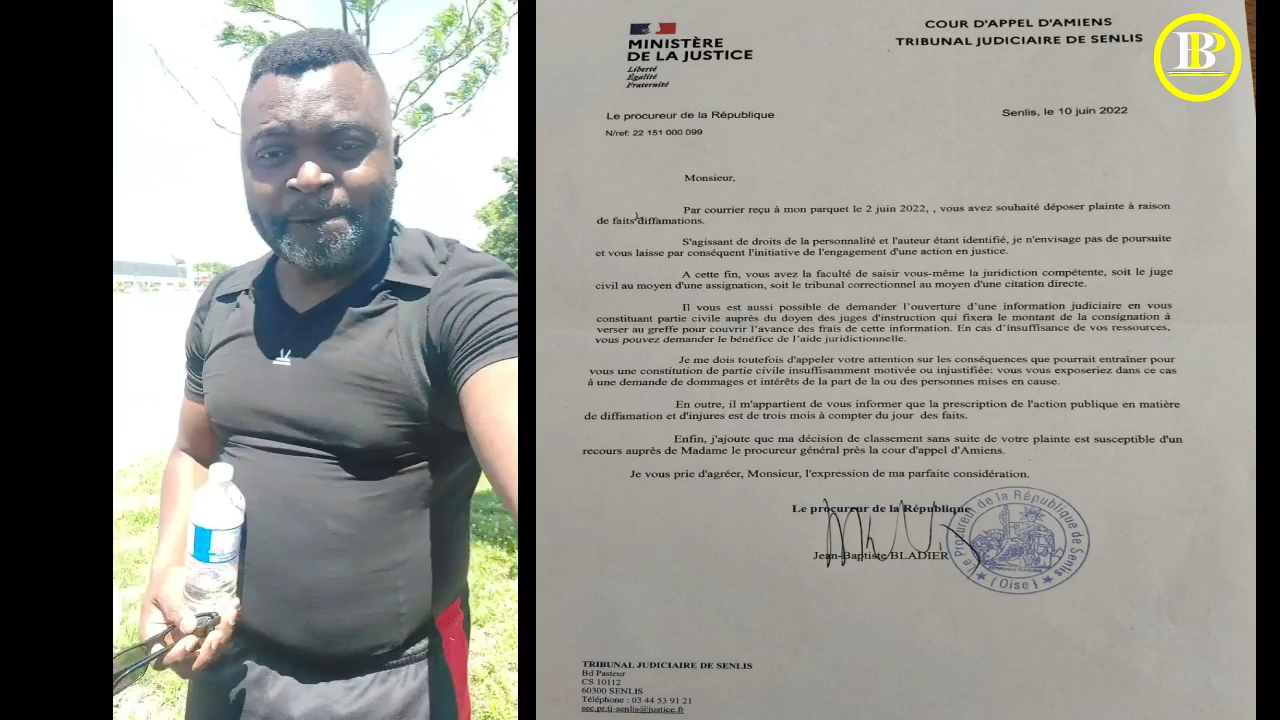 COUR D'APPEL D'AMIENS
TRIBUNAL JUDICIAIRE DE SENLIS
BP
MINISTÈRE
DE LA JUSTICE
Liberté
Égalité
Fraternité
Le procureur de la République
Senlis, le 10 juin 2022
N/ref: 22 151 000 099
Monsieur,
Par courrier reçu à mon parquet le 2 juin 2022, , vous avez souhaité déposer plainte à raison
de faits diffamations.
S'agissant de droits de la personnalité et l'auteur étant identifié, je n'envisage pas de poursuite
et vous laisse par conséquent l'initiative de l'engagement d'une action en justice.
A cette fin, vous avez la faculté de saisir vous-même la juridiction compétente, soit le juge
civil au moyen d'une assignation, soit le tribunal correctionnel au moyen d'une citation directe.
Il vous est aussi possible de demander l'ouverture d'une information judiciaire en vous
constituant partie civile auprès du doyen des juges d'instruction qui fixera le montant de la consignation à
verser au greffe pour couvrir l'avance des frais de cette information. En cas d'insuffisance de vos ressources,
vous pouvez demander le bénéfice de l'aide juridictionnelle.
Je me dois toutefois d'appeler votre attention sur les conséquences que pourrait entraîner pour
vous une constitution de partie civile insuffisamment motivée ou injustifiée: vous vous exposeriez dans ce cas
à une demande de dommages et intérêts de la part de la ou des personnes mises en cause.
En outre, il m'appartient de vous informer que la prescription de l'action publique en matière
de diffamation et d'injures est de trois mois à compter du jour des faits.
Enfin, j'ajoute que ma décision de classement sans suite de votre plainte est susceptible d'un
recours auprès de Madame le procureur général près la cour d'appel d'Amiens.
Je vous prie d'agréer, Monsieur, l'expression de ma parfaite considération.
Le procureur de la République
Jean-Baptiste BLADIER
Le Procureur de la République de Senlis
(Oise)
TRIBUNAL JUDICIAIRE DE SENLIS
Bd Pasteur
CS 10112
60300 SENLIS
Téléphone : 03 44 53 91 21
sec.pr.tj-senlis@justice.fr